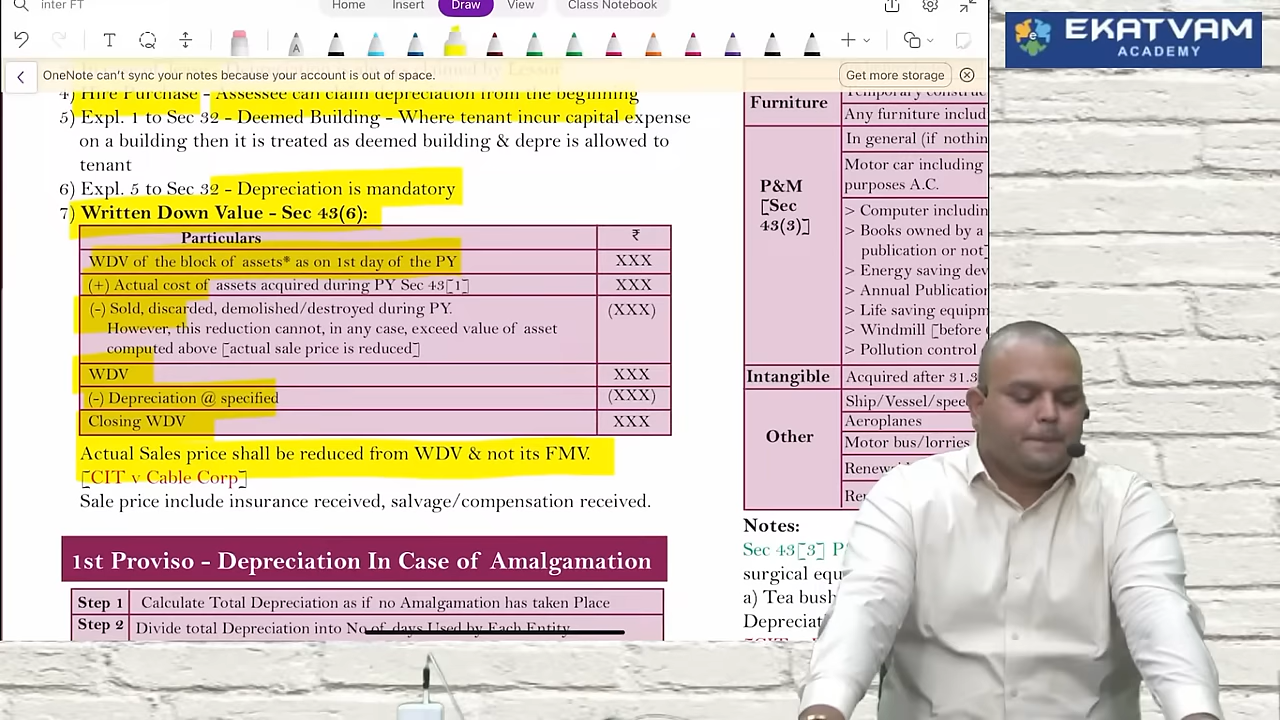 inter FT
Home Insert Draw View Class Notebook
OneNote can't sync your notes because your account is out of space.
Get more storage
EKATVAM
ACADEMY
4) Hire Purchase - Assessee can claim depreciation from the beginning
5) Expl. 1 to Sec 32 - Deemed Building - Where tenant incur capital expense
on a building then it is treated as deemed building & depre is allowed to
tenant
6) Expl. 5 to Sec 32 - Depreciation is mandatory
7) Written Down Value - Sec 43(6):
Particulars ₹
WDV of the block of assets* as on 1st day of the PY XXX
(+) Actual cost of assets acquired during PY Sec 43[1] XXX
(-) Sold, discarded, demolished/destroyed during PY. (XXX)
However, this reduction cannot, in any case, exceed value of asset
computed above [actual sale price is reduced]
WDV XXX
(-) Depreciation @ specified (XXX)
Closing WDV XXX
Actual Sales price shall be reduced from WDV & not its FMV.
[CIT v Cable Corp]
Sale price include insurance received, salvage/compensation received.
1st Proviso - Depreciation In Case of Amalgamation
Step 1 Calculate Total Depreciation as if no Amalgamation has taken Place
Step 2 Divide total Depreciation into No of days Used by Each Entity
Furniture
Any furniture includ
P&M
[Sec
43(3)]
In general (if nothin
Motor car including
purposes A.C.
> Computer includin
> Books owned by a
publication or not]
> Energy saving dev
> Annual Publication
> Life saving equipm
> Windmill [before
> Pollution control
Intangible Acquired after 31.3
Other
Ship/Vessel/spee
Aeroplanes
Motor bus/lorries
Renew
Notes:
Sec 43[3] P
surgical equ
a) Tea bush
Depreciat